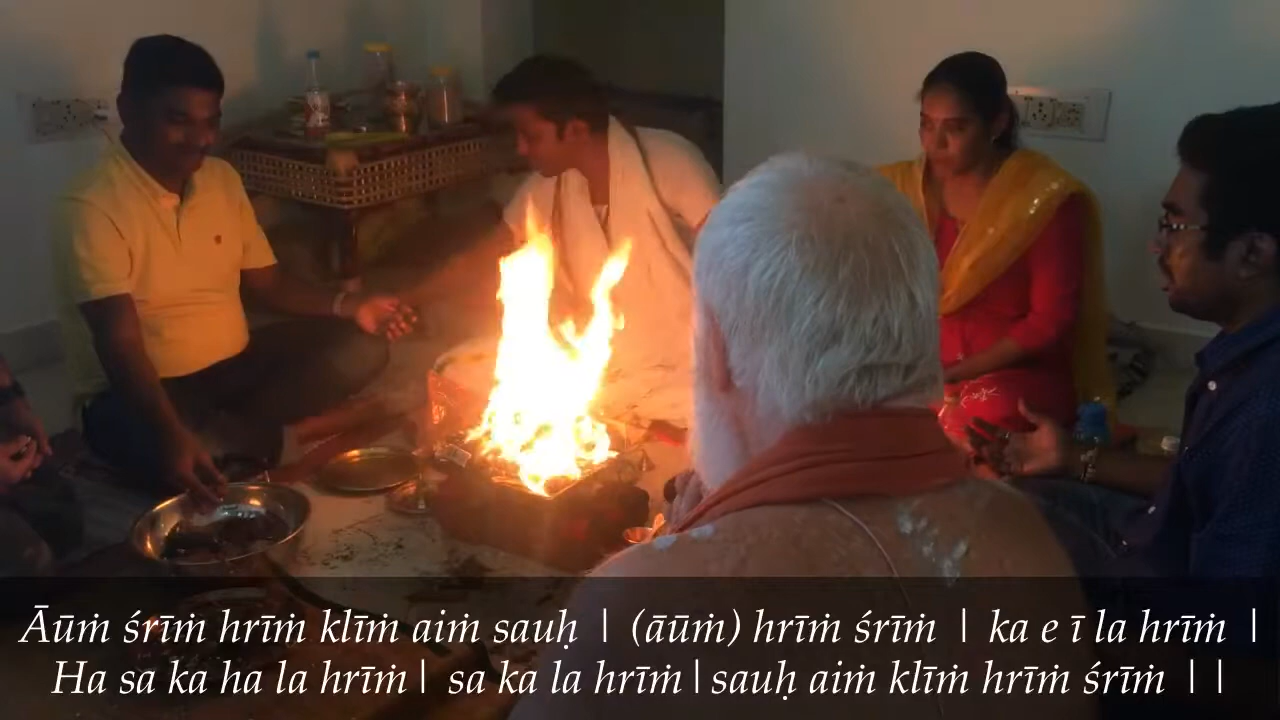 Āūṁ śrīṁ hrīṁ klīṁ aiṁ sauḥ | (āūṁ) hrīṁ śrīṁ | ka e ī la hrīṁ |
Ha sa ka ha la hrīṁ| sa ka la hrīṁ|sauḥ aiṁ klīṁ hrīṁ śrīṁ ||